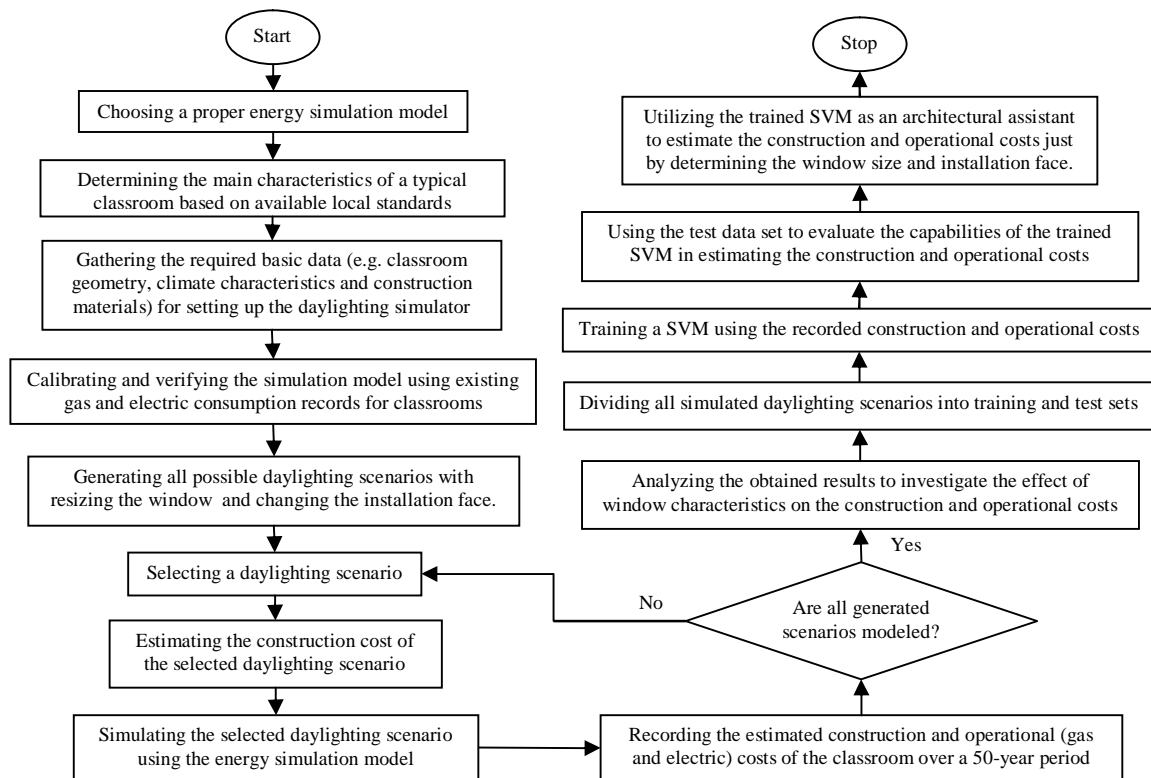 Start
Choosing a proper energy simulation model
Determining the main characteristics of a typical
classroom based on available local standards
Gathering the required basic data (e.g. classroom
geometry, climate characteristics and construction
materials) for setting up the daylighting simulator
Calibrating and verifying the simulation model using existing
gas and electric consumption records for classrooms
Generating all possible daylighting scenarios with
resizing the window and changing the installation face.
Selecting a daylighting scenario
Estimating the construction cost of
the selected daylighting scenario
Simulating the selected daylighting scenario
using the energy simulation model
Recording the estimated construction and operational (gas
and electric) costs of the classroom over a 50-year period
Are all generated
scenarios modeled?
No
Yes
Analyzing the obtained results to investigate the effect of
window characteristics on the construction and operational costs
Dividing all simulated daylighting scenarios into training and test sets
Training a SVM using the recorded construction and operational costs
Using the test data set to evaluate the capabilities of the trained
SVM in estimating the construction and operational costs
Utilizing the trained SVM as an architectural assistant
to estimate the construction and operational costs just
by determining the window size and installation face.
Stop